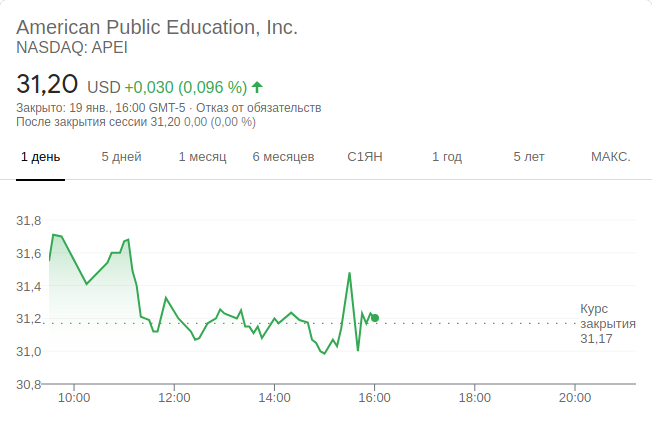 American Public Education, Inc.
NASDAQ: APEI
31,20 USD +0,030 (0,096 %)
Закрыто: 19 янв., 16:00 GMT-5 · Отказ от обязательств
После закрытия сессии 31,20 0,00 (0,00 %)
1 день 5 дней 1 месяц 6 месяцев С1ЯН 1 год 5 лет МАКС.
31,8
31,6
31,4
31,2
31,0
30,8
Курс
закрытия
31,17
10:00 12:00 14:00 16:00 18:00 20:00